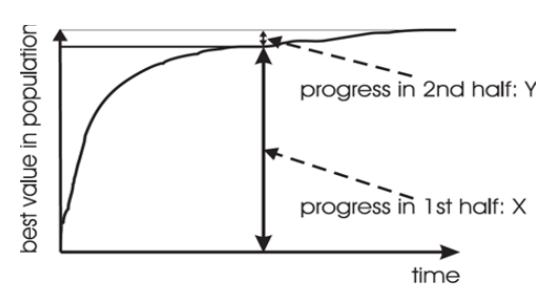 best value in population
progress in 2nd half: Y
progress in 1st half: X
time